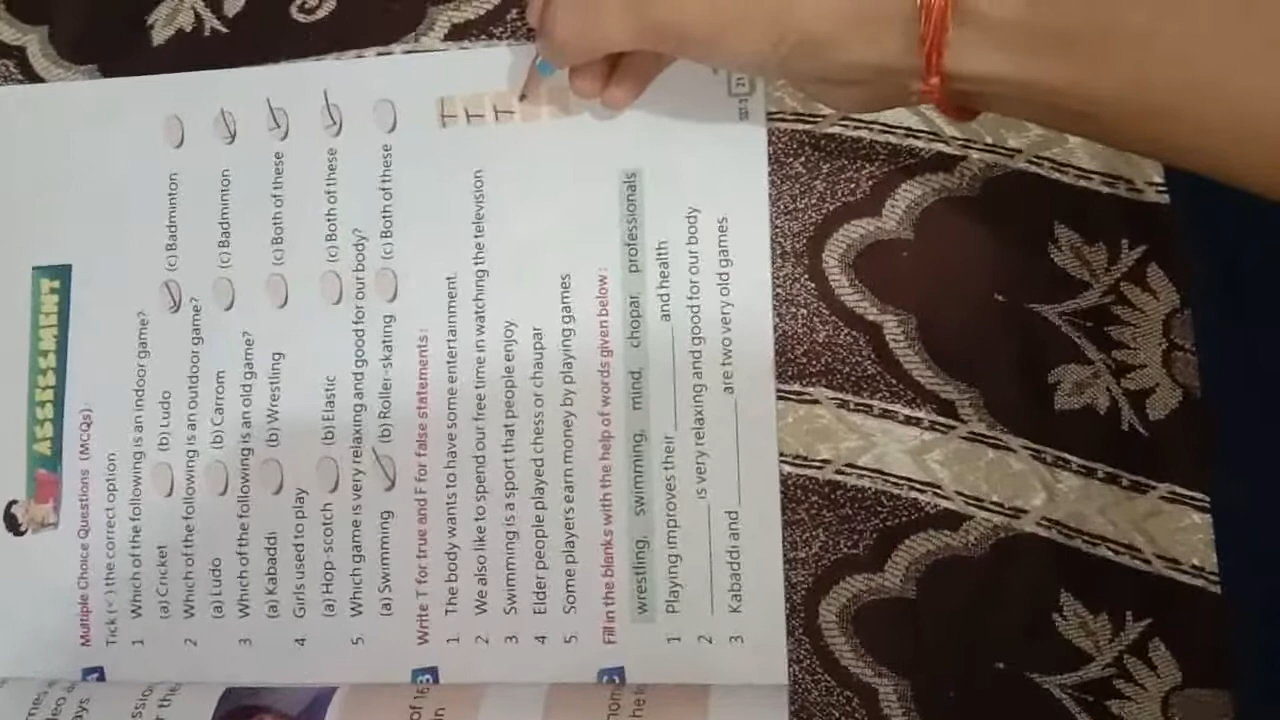 ASSESSMENT
A Multiple Choice Questions (MCQs) :
Tick (✓) the correct option
1 Which of the following is an indoor game?
(a) Cricket (b) Ludo (c) Badminton
2 Which of the following is an outdoor game?
(a) Ludo (b) Carrom (c) Badminion
3 Which of the following is an old game?
(a) Kabaddi (b) Wrestling (c) Both of these
4 Girls used to play
(a) Hop-scotch (b) Elastic (c) Both of these
5. Which game is very relaxing and good for our body?
(a) Swimming (b) Roller-skating (c) Both of these
B Write T for true and F for false statements :
1. The body wants to have some entertainment. T
2 We also like to spend our free time in watching the television T
3. Swimming is a sport that people enjoy T
4 Elder people played chess or chaupar
5. Some players earn money by playing games
C Fill in the blanks with the help of words given below :
wrestling, swimming, mind, chopar, professionals
1 Playing improves their ________ and health
2 ________ is very relaxing and good for our body
3 Kabaddi and ________ are two very old games
SST-3 21